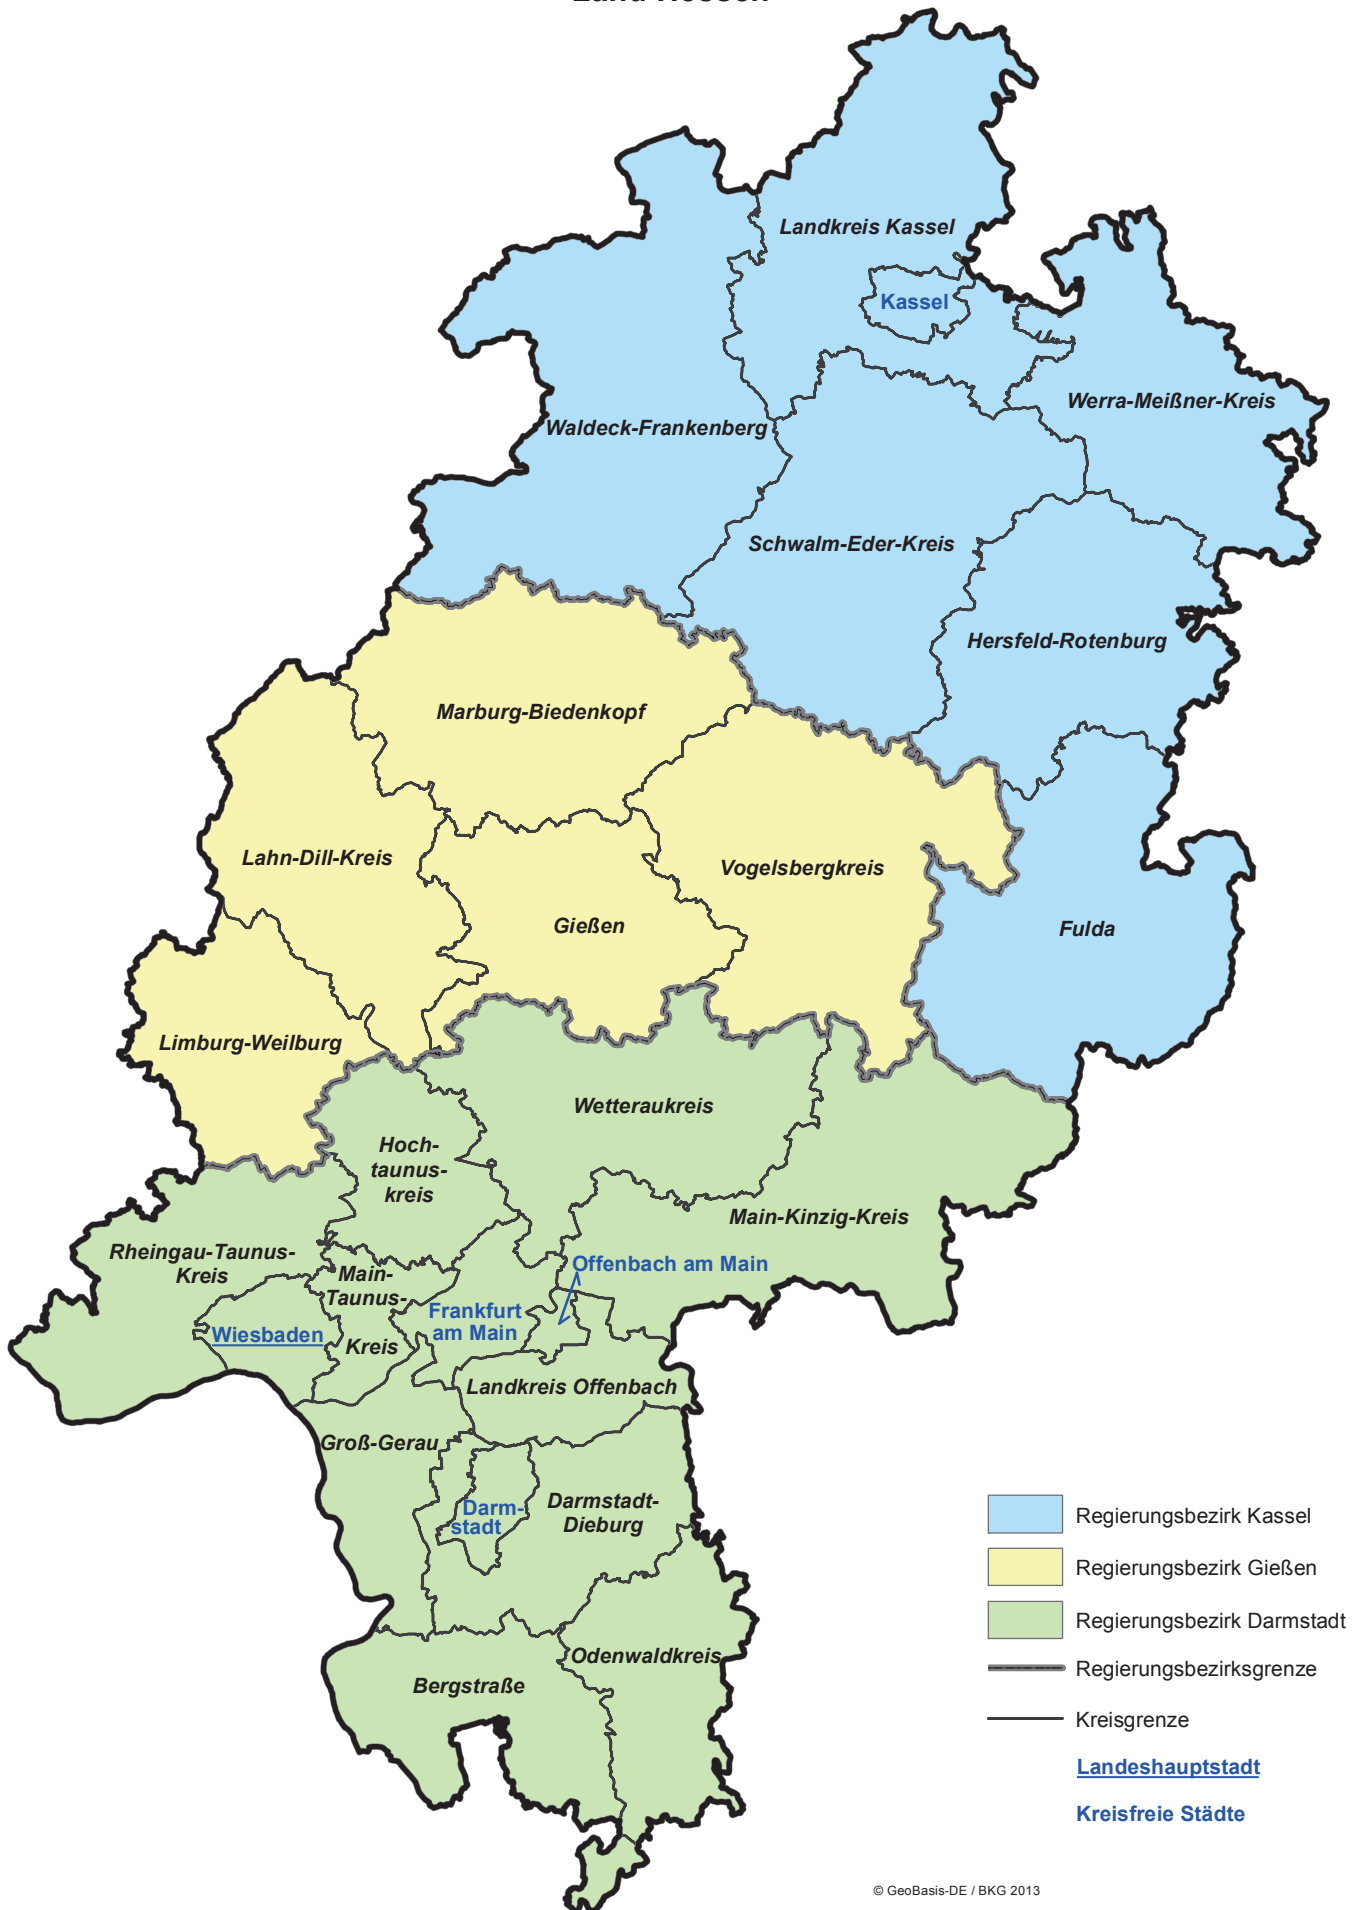 Land Hessen
Landkreis Kassel
Kassel
Werra-Meißner-Kreis
Waldeck-Frankenberg
Schwalm-Eder-Kreis
Hersfeld-Rotenburg
Marburg-Biedenkopf
Lahn-Dill-Kreis
Vogelsbergkreis
Gießen
Fulda
Limburg-Weilburg
Wetteraukreis
Hoch-
taunus-
kreis
Main-Kinzig-Kreis
Rheingau-Taunus-
Kreis
Offenbach am Main
Main-
Taunus-
Kreis
Frankfurt
am Main
Wiesbaden
Landkreis Offenbach
Groß-Gerau
Darm-
stadt
Darmstadt-
Dieburg
Odenwaldkreis
Bergstraße
Regierungsbezirk Kassel
Regierungsbezirk Gießen
Regierungsbezirk Darmstadt
Regierungsbezirksgrenze
Kreisgrenze
Landeshauptstadt
Kreisfreie Städte
© GeoBasis-DE / BKG 2013